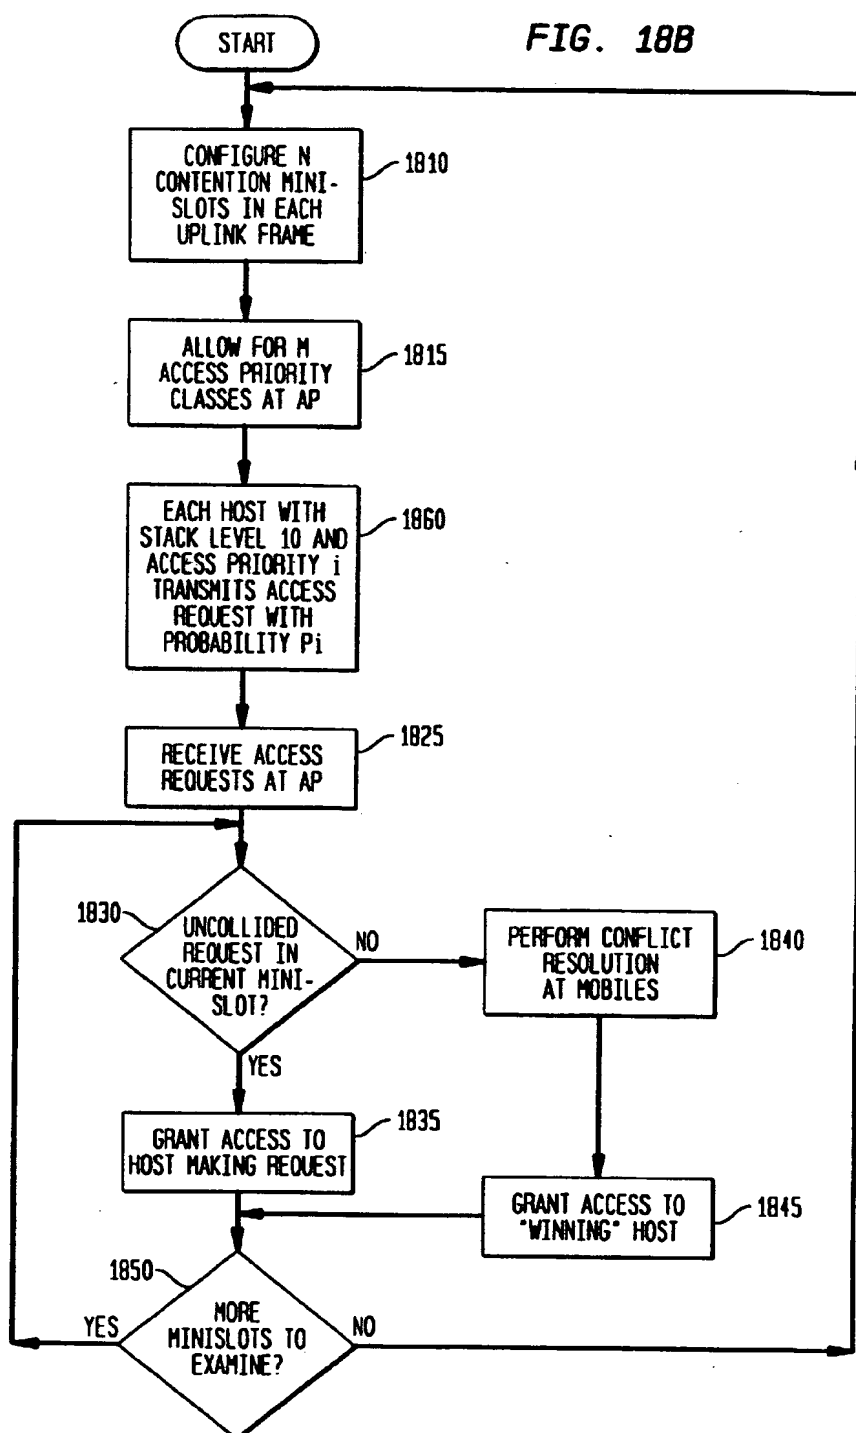 START
FIG. 18B
CONFIGURE N
CONTENTION MINI-
SLOTS IN EACH
UPLINK FRAME
1810
ALLOW FOR M
ACCESS PRIORITY
CLASSES AT AP
1815
EACH HOST WITH
STACK LEVEL 10 AND
ACCESS PRIORITY i
TRANSMITS ACCESS
REQUEST WITH
PROBABILITY Pi
1860
RECEIVE ACCESS
REQUESTS AT AP
1825
1830
UNCOLLIDED
REQUEST IN
CURRENT MINI-
SLOT?
NO
YES
PERFORM CONFLICT
RESOLUTION
AT MOBILES
1840
GRANT ACCESS TO
HOST MAKING REQUEST
1835
GRANT ACCESS TO
"WINNING" HOST
1845
1850
MORE
MINISLOTS TO
EXAMINE?
YES
NO